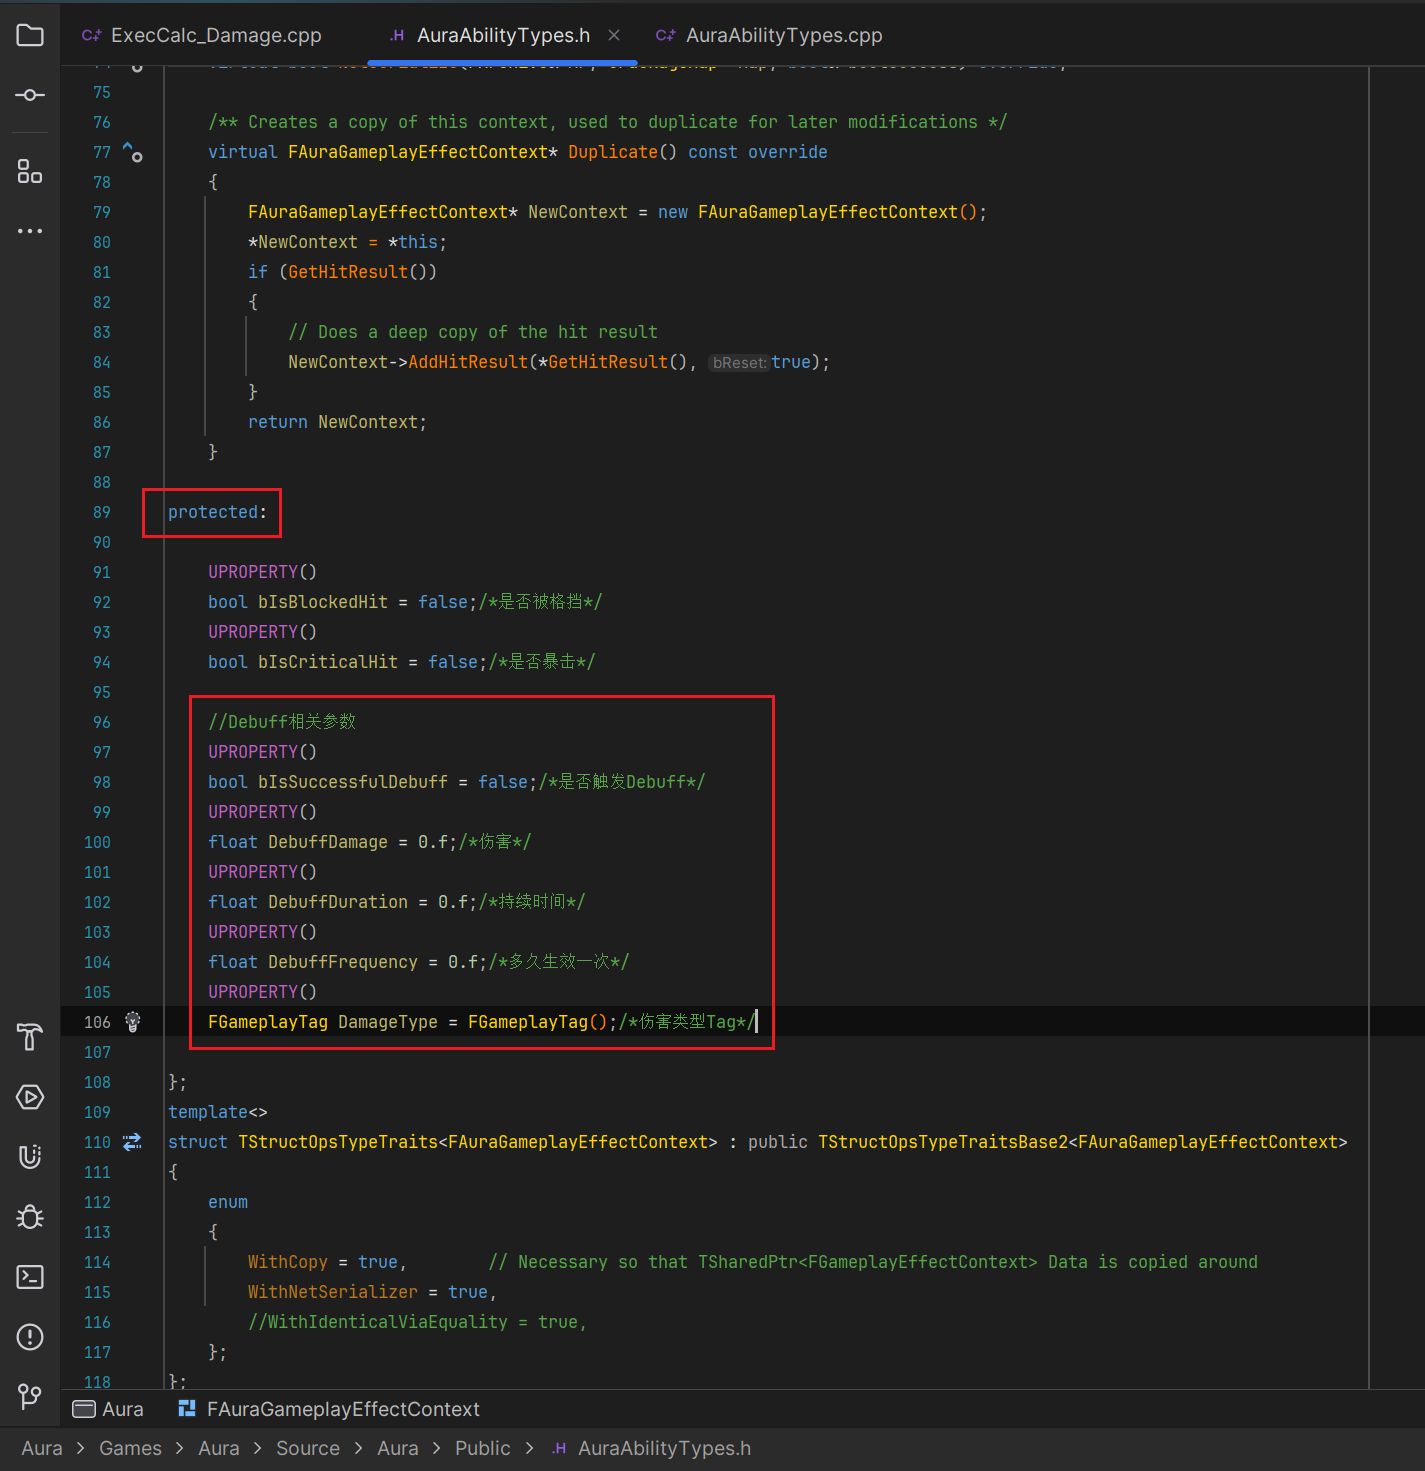 ExecCalc_Damage.cpp
AuraAbilityTypes.h
AuraAbilityTypes.cpp
75
76 /** Creates a copy of this context, used to duplicate for later modifications */
77 virtual FAuraGameplayEffectContext* Duplicate() const override
78 {
79 FAuraGameplayEffectContext* NewContext = new FAuraGameplayEffectContext();
80 *NewContext = *this;
81 if (GetHitResult())
82 {
83 // Does a deep copy of the hit result
84 NewContext->AddHitResult(*GetHitResult(), bReset: true);
85 }
86 return NewContext;
87 }
88
89 protected:
90
91 UPROPERTY()
92 bool bIsBlockedHit = false;/*是否被格挡*/
93 UPROPERTY()
94 bool bIsCriticalHit = false;/*是否暴击*/
95
96 //Debuff相关参数
97 UPROPERTY()
98 bool bIsSuccessfulDebuff = false;/*是否触发Debuff*/
99 UPROPERTY()
100 float DebuffDamage = 0.f;/*伤害*/
101 UPROPERTY()
102 float DebuffDuration = 0.f;/*持续时间*/
103 UPROPERTY()
104 float DebuffFrequency = 0.f;/*多久生效一次*/
105 UPROPERTY()
106 FGameplayTag DamageType = FGameplayTag();/*伤害类型Tag*/
107
108 };
109 template<>
110 struct TStructOpsTypeTraits<FAuraGameplayEffectContext> : public TStructOpsTypeTraitsBase2<FAuraGameplayEffectContext>
111 {
112 enum
113 {
114 WithCopy = true, // Necessary so that TSharedPtr<FGameplayEffectContext> Data is copied around
115 WithNetSerializer = true,
116 //WithIdenticalViaEquality = true,
117 };
118 };
Aura FAuraGameplayEffectContext
Aura > Games > Aura > Source > Aura > Public > .H AuraAbilityTypes.h